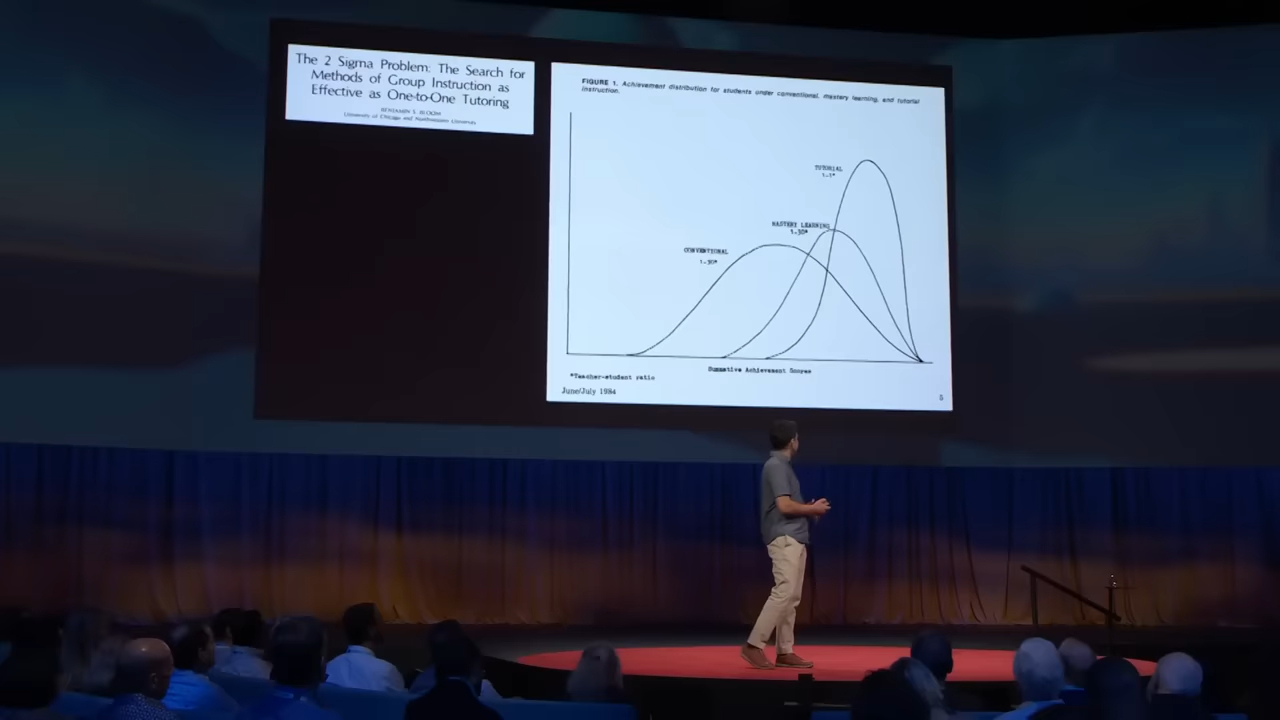 The 2 Sigma Problem: The Search for
Methods of Group Instruction as
Effective as One-to-One Tutoring
BENJAMIN S. BLOOM
University of Chicago and Northwestern University
FIGURE 1. Achievement distribution for students under conventional, mastery learning, and tutorial
instruction.
TUTORIAL
1-1*
MASTERY LEARNING
1-30*
CONVENTIONAL
1-30*
Summative Achievement Scores
*Teacher-student ratio
June/July 1984
5